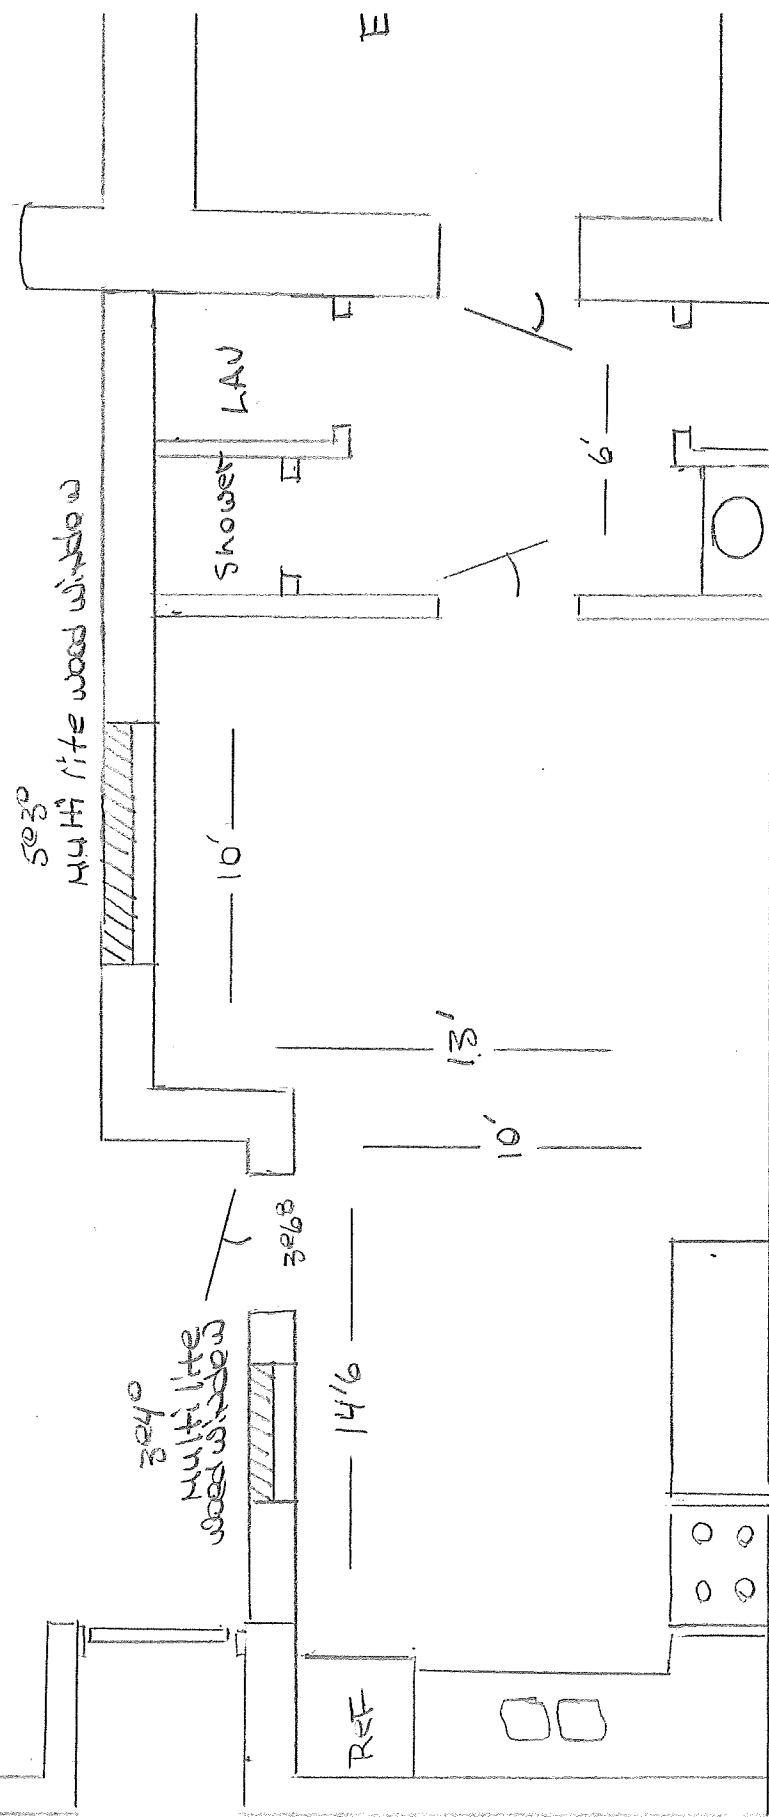 E
LAV
Shower
6'
5⁰3⁰
Multi lite wood window
10'
13'
10'
3⁰6⁸
3⁰4⁰
Multi lite
wood window
14'6
REF